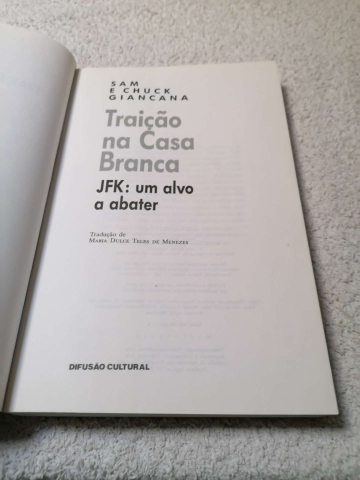 SAM
E CHUCK
GIANCANA
Traição
na Casa
Branca
JFK: um alvo
a abater
Tradução de
MARIA DULCE TELES DE MENEZES
DIFUSÃO CULTURAL